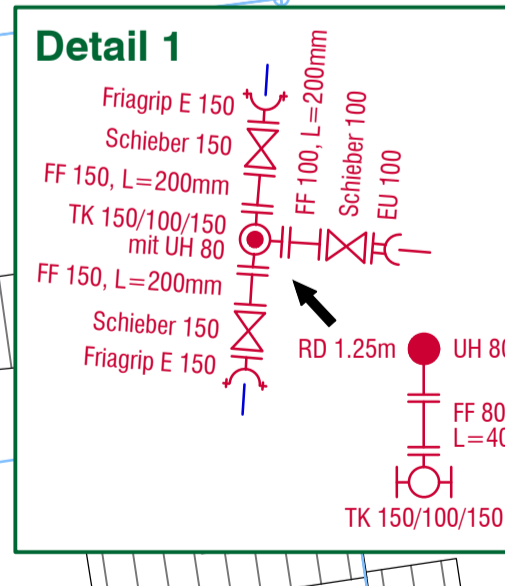 Detail 1
Friagrip E 150
Schieber 150
FF 150, L=200mm
TK 150/100/150
mit UH 80
FF 150, L=200mm
Schieber 150
Friagrip E 150
FF 100, L=200mm
Schieber 100
EU 100
RD 1.25m
UH 80
FF 80
L=40
TK 150/100/150